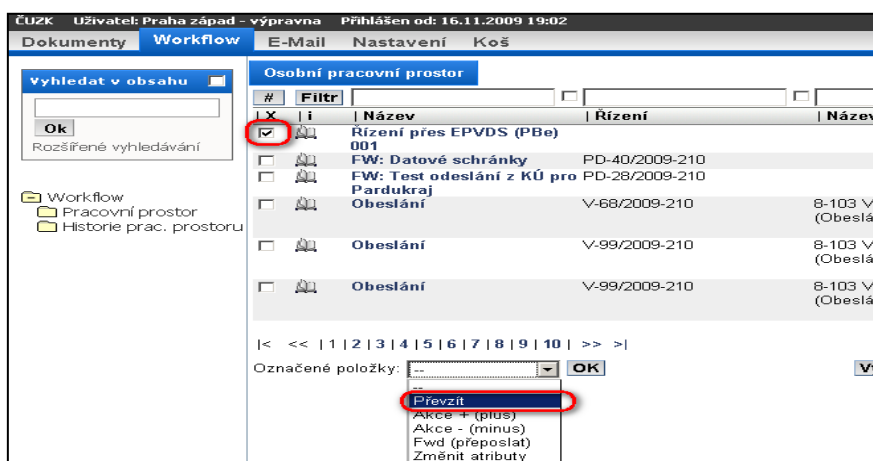 ČUZK Uživatel: Praha západ - výpravna Přihlášen od: 16.11.2009 19:02
Dokumenty Workflow E-Mail Nastavení Koš
Vyhledat v obsahu
Ok
Rozšířené vyhledávání
Workflow
Pracovní prostor
Historie prac. prostoru
Osobní pracovní prostor
# Filtr
| X | i | Název | Řízení | Název
Řízení přes EPVDS (PBe)
001
FW: Datové schránky PD-40/2009-210
FW: Test odeslání z KÚ pro PD-28/2009-210
Pardukraj
Obeslání V-68/2009-210 8-103 V
(Obeslá
Obeslání V-99/2009-210 8-103 V
(Obeslá
Obeslání V-99/2009-210 8-103 V
(Obeslá
|< << | 1 | 2 | 3 | 4 | 5 | 6 | 7 | 8 | 9 | 10 | >> >|
Označené položky: -- OK
--
Převzít
Akce + (plus)
Akce - (minus)
Fwd (přeposlat)
Změnit atributy